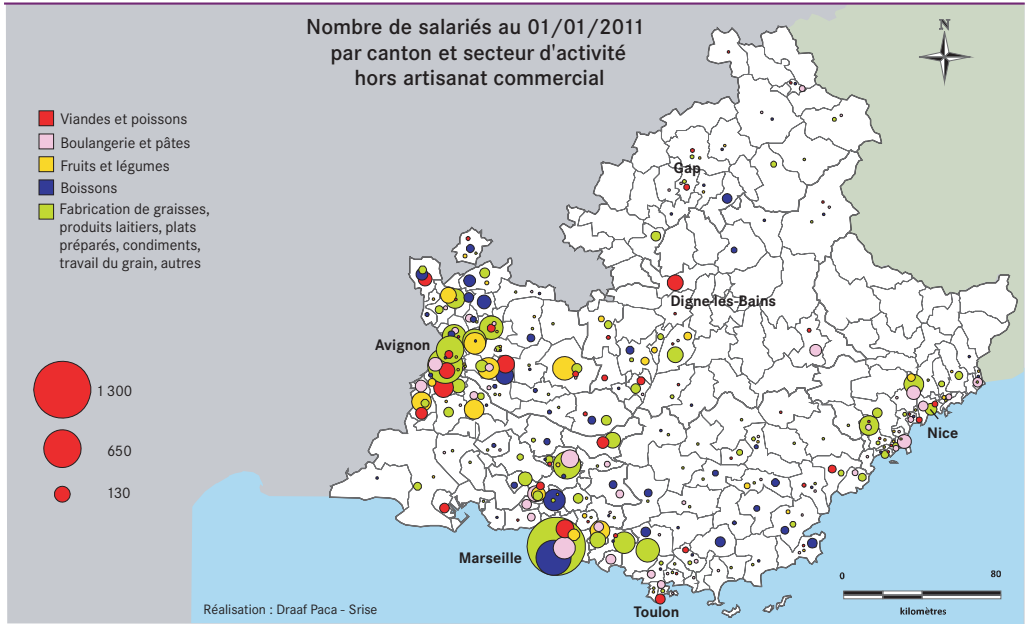 Nombre de salariés au 01/01/2011
par canton et secteur d'activité
hors artisanat commercial
N
Viandes et poissons
Boulangerie et pâtes
Fruits et légumes
Boissons
Fabrication de graisses,
produits laitiers, plats
préparés, condiments,
travail du grain, autres
Gap
Digne-les-Bains
Avignon
1300
650
130
Nice
Marseille
Toulon
0 80
kilomètres
Réalisation : Draaf Paca - Srise